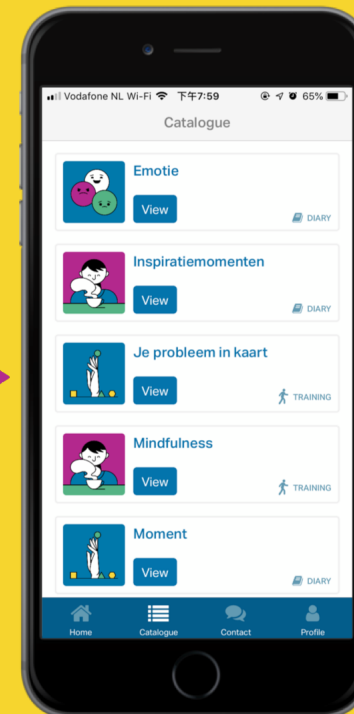 Vodafone NL Wi-Fi 下午7:59 65%
Catalogue
Emotie
View
DIARY
Inspiratiemomenten
View
DIARY
Je probleem in kaart
View
TRAINING
Mindfulness
View
TRAINING
Moment
View
DIARY
Home Catalogue Contact Profile